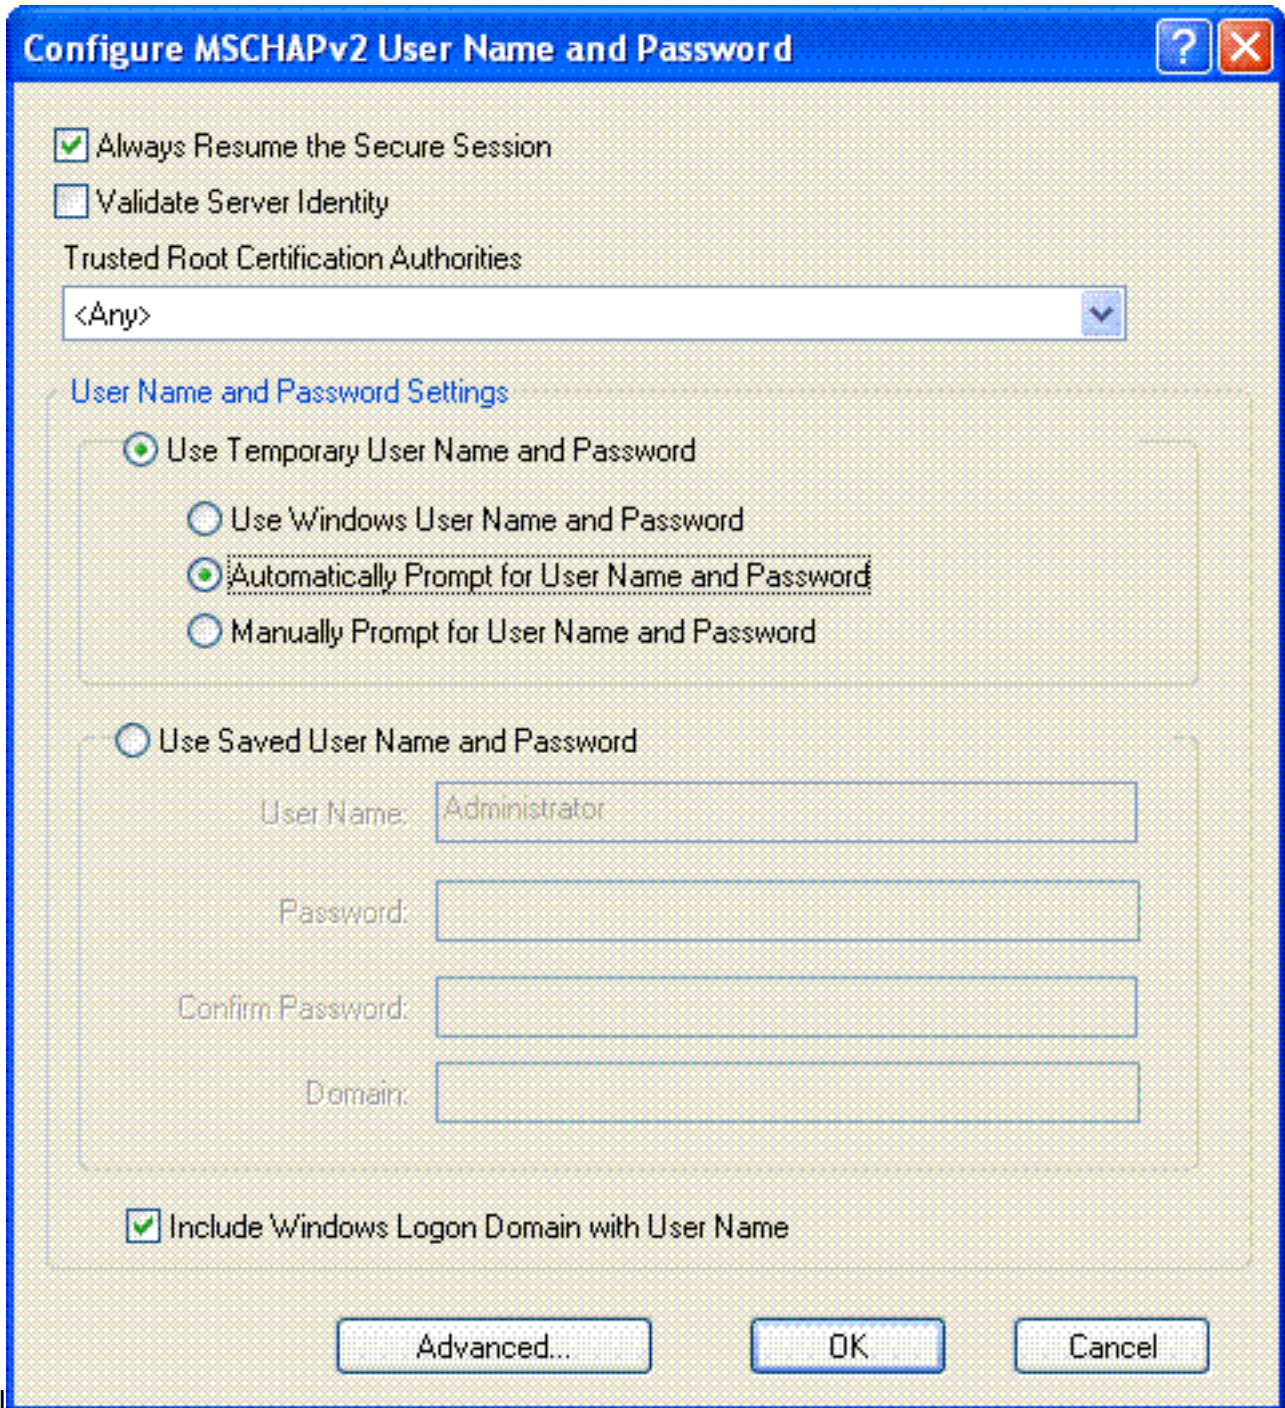 Configure MSCHAPv2 User Name and Password
Always Resume the Secure Session
Validate Server Identity
Trusted Root Certification Authorities
<Any>
User Name and Password Settings
Use Temporary User Name and Password
Use Windows User Name and Password
Automatically Prompt for User Name and Password
Manually Prompt for User Name and Password
Use Saved User Name and Password
User Name: Administrator
Password:
Confirm Password:
Domain:
Include Windows Logon Domain with User Name
Advanced... OK Cancel